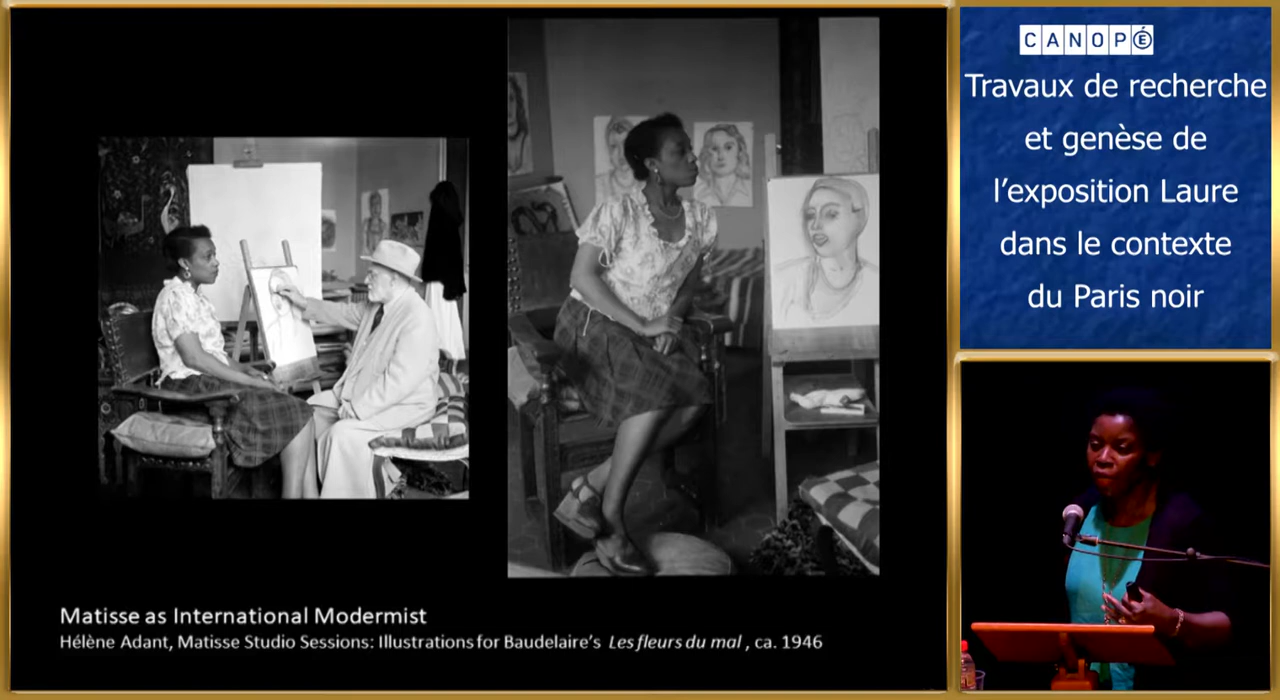 CANOPÉ
Travaux de recherche
et genèse de
l'exposition Laure
dans le contexte
du Paris noir
Matisse as International Modermist
Hélène Adant, Matisse Studio Sessions: Illustrations for Baudelaire's Les fleurs du mal , ca. 1946